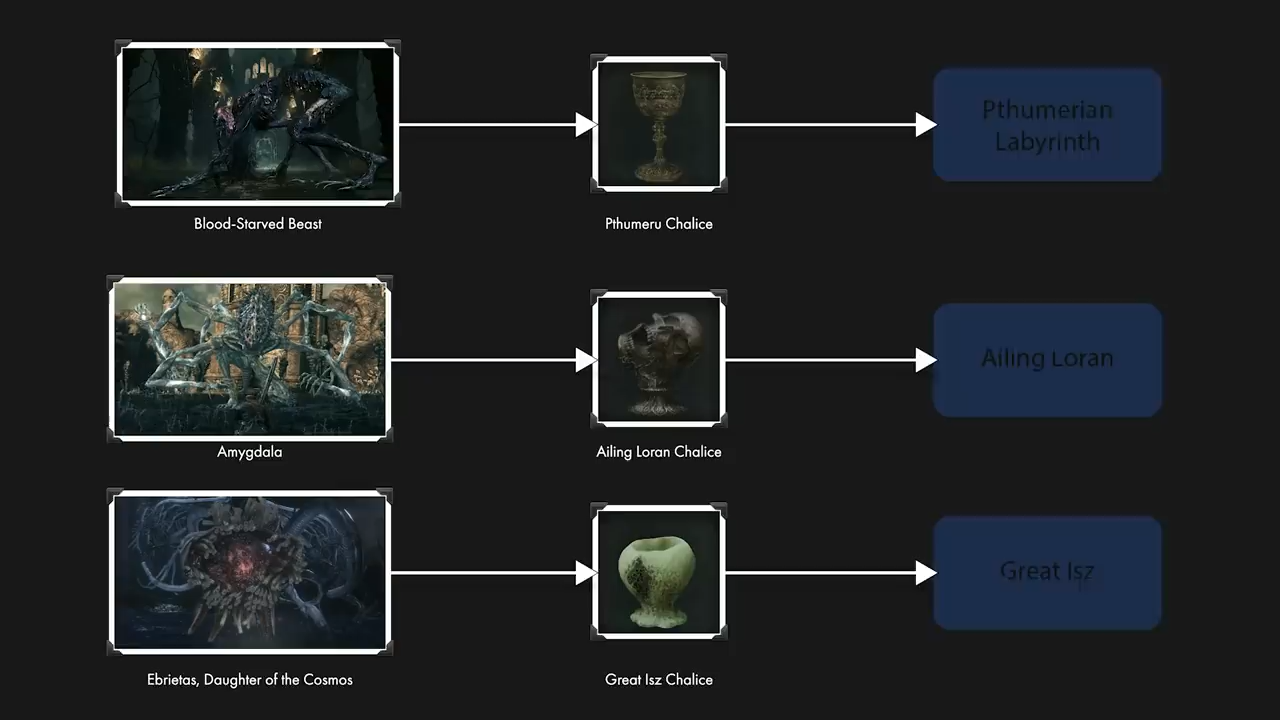 Pthumerian
Labyrinth
Blood-Starved Beast
Pthumeru Chalice
Ailing Loran
Amygdala
Ailing Loran Chalice
Great Isz
Ebrietas, Daughter of the Cosmos
Great Isz Chalice